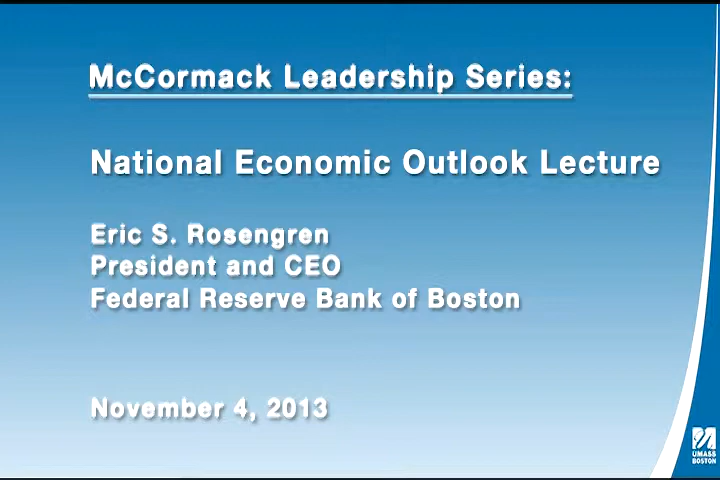 McCormack Leadership Series:
National Economic Outlook Lecture
Eric S. Rosengren
President and CEO
Federal Reserve Bank of Boston
November 4, 2013
UMASS
BOSTON